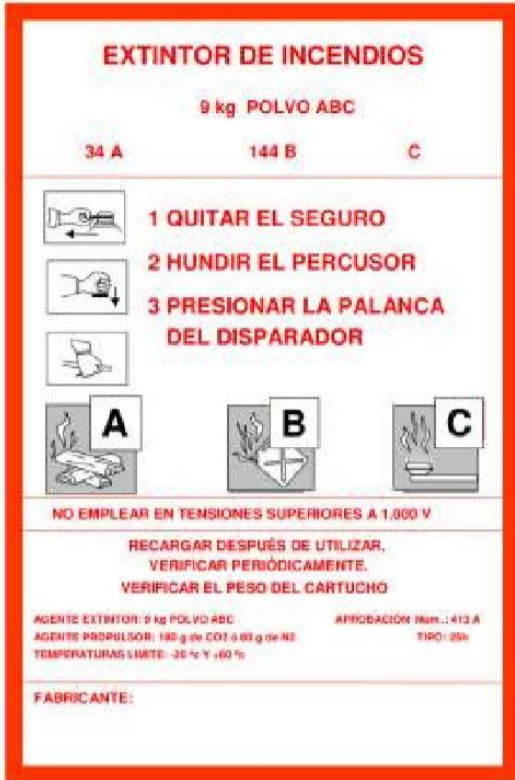 EXTINTOR DE INCENDIOS
9 kg POLVO ABC
34 A 144 B C
1 QUITAR EL SEGURO
2 HUNDIR EL PERCUSOR
3 PRESIONAR LA PALANCA
DEL DISPARADOR
A B C
NO EMPLEAR EN TENSIONES SUPERIORES A 1.000 V
RECARGAR DESPUÉS DE UTILIZAR.
VERIFICAR PERIÓDICAMENTE.
VERIFICAR EL PESO DEL CARTUCHO
AGENTE EXTINTOR: 9 kg POLVO ABC APROBACIÓN Núm.: 413 A
AGENTE PROPULSOR: g de CO2 ó 60 g de N2 TIPO:
TEMPERATURAS LIMITE: -20 ºc Y +60 ºc
FABRICANTE: